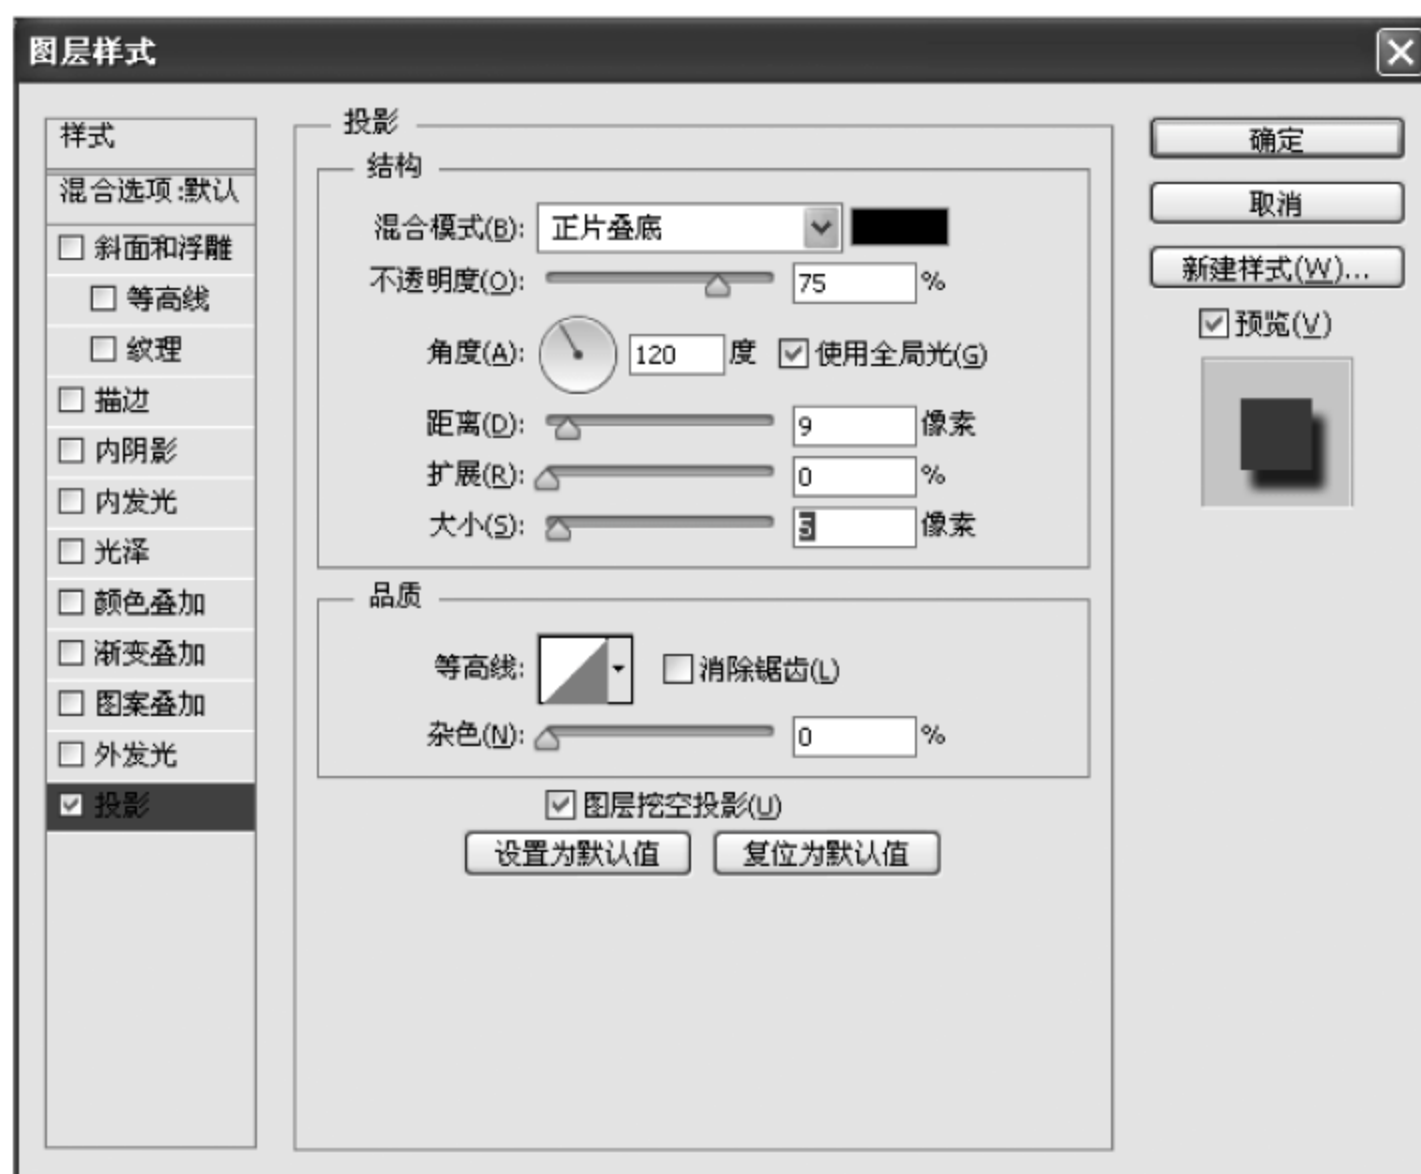 图层样式
样式
混合选项:默认
斜面和浮雕
等高线
纹理
描边
内阴影
内发光
光泽
颜色叠加
渐变叠加
图案叠加
外发光
投影
投影
结构
混合模式(B): 正片叠底
不透明度(O): 75 %
角度(A): 120 度 使用全局光(G)
距离(D): 9 像素
扩展(R): 0 %
大小(S): 5 像素
品质
等高线: 消除锯齿(L)
杂色(N): 0 %
图层挖空投影(U)
设置为默认值 复位为默认值
确定
取消
新建样式(W)...
预览(V)